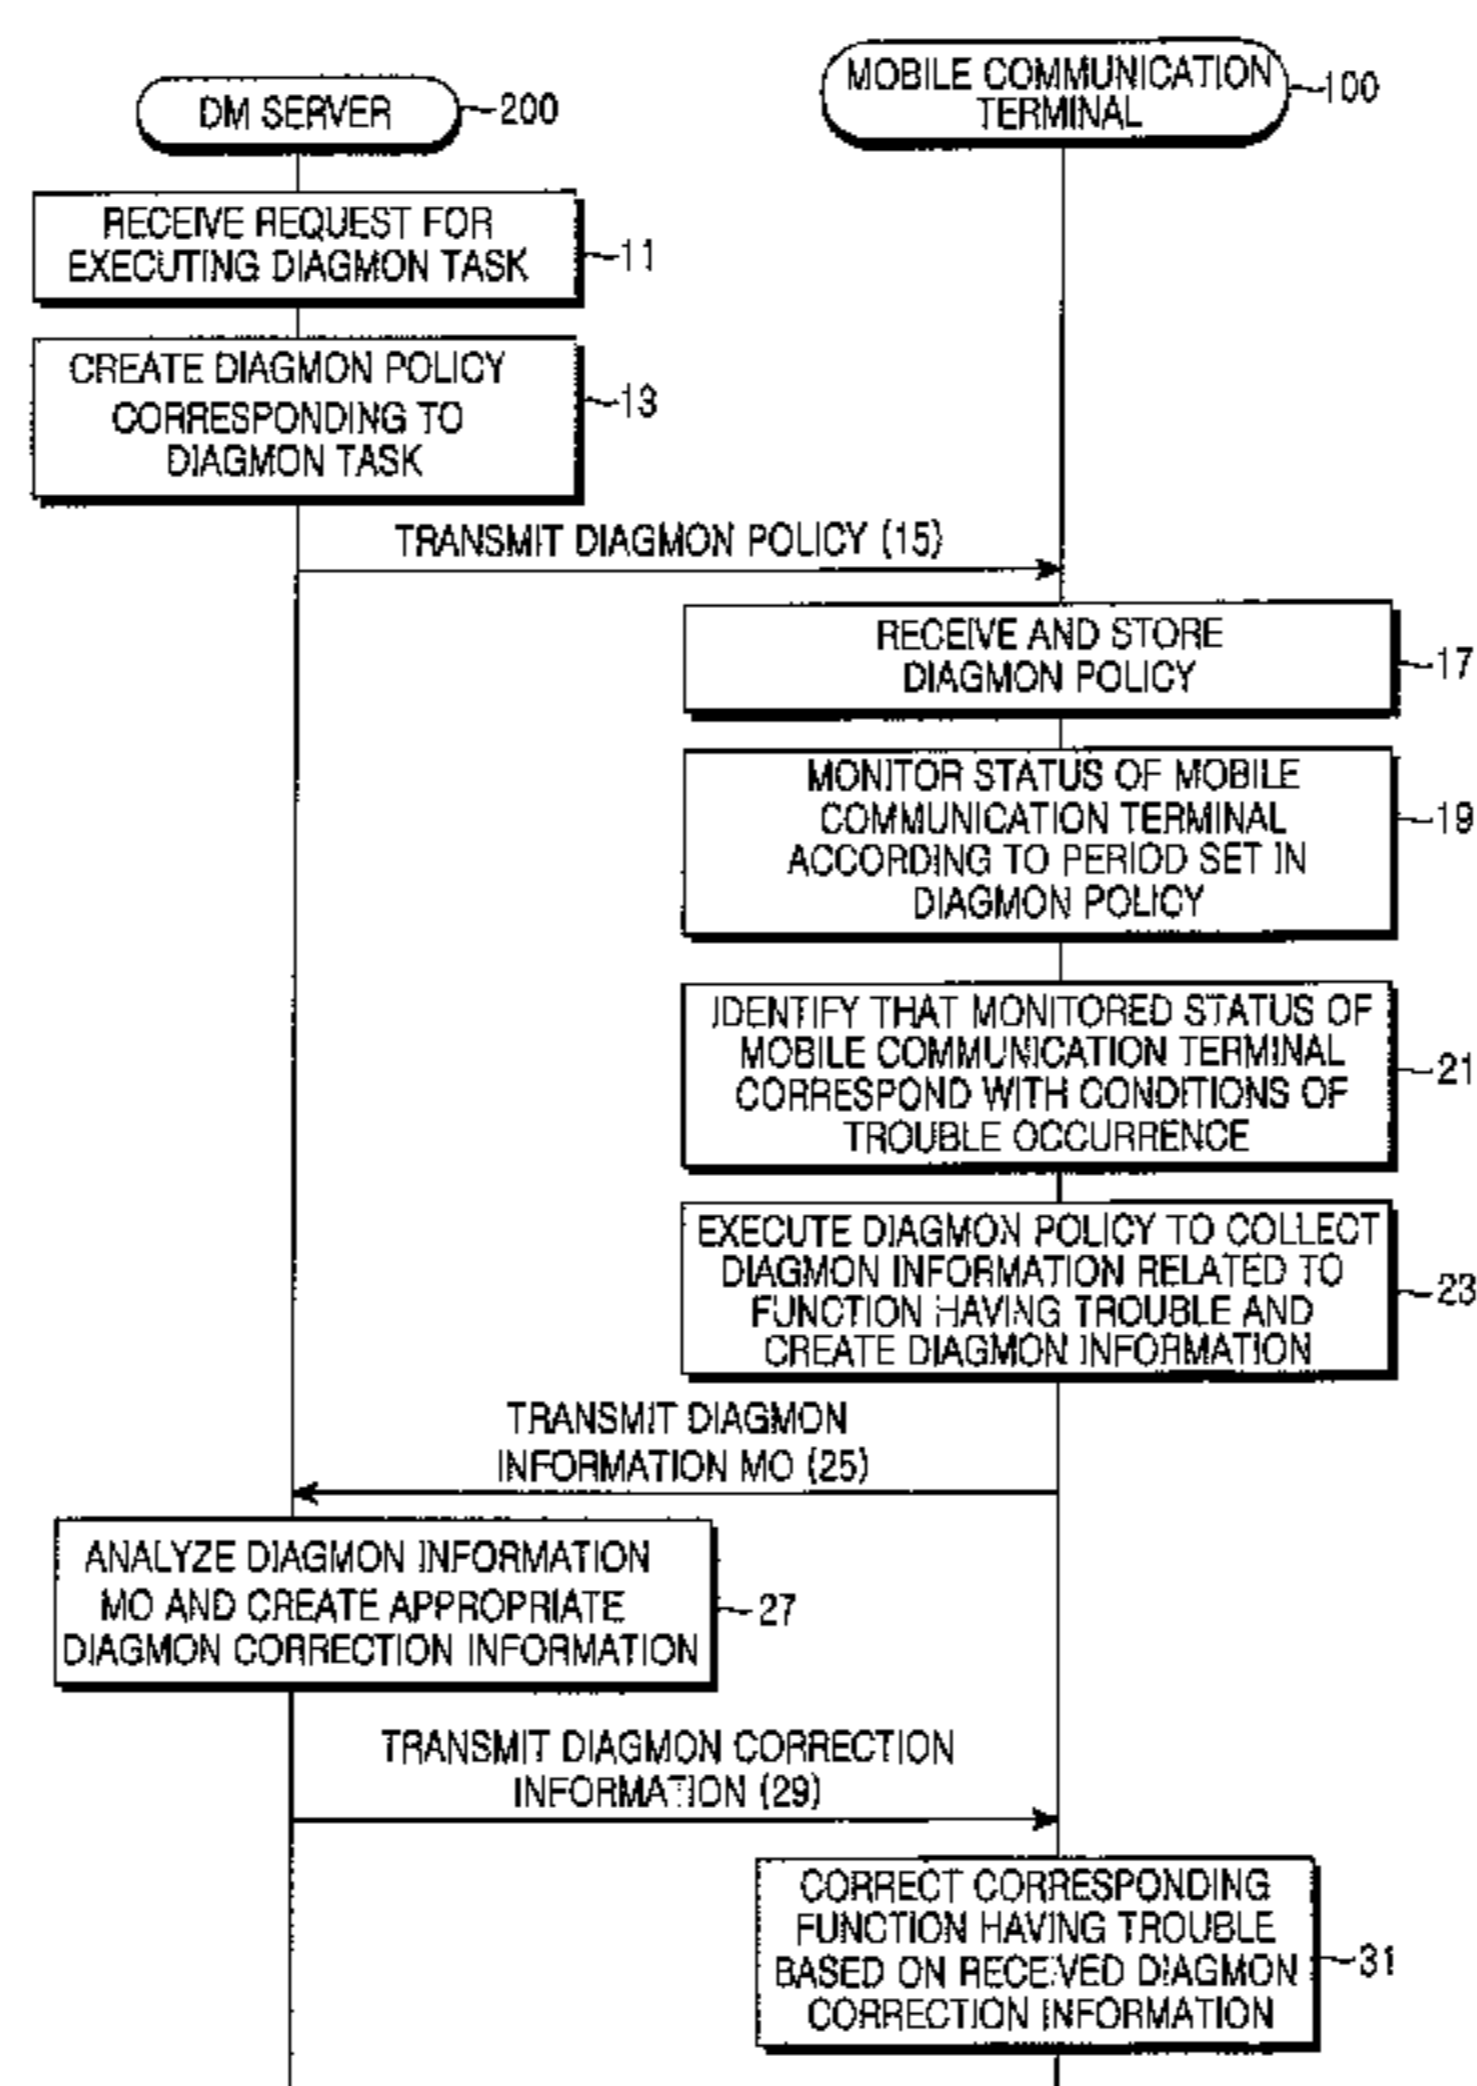 DM SERVER
200
MOBILE COMMUNICATION
TERMINAL
100
RECEIVE REQUEST FOR
EXECUTING DIAGMON TASK
11
CREATE DIAGMON POLICY
CORRESPONDING TO
DIAGMON TASK
13
TRANSMIT DIAGMON POLICY (15)
RECEIVE AND STORE
DIAGMON POLICY
17
MONITOR STATUS OF MOBILE
COMMUNICATION TERMINAL
ACCORDING TO PERIOD SET IN
DIAGMON POLICY
19
IDENTIFY THAT MONITORED STATUS OF
MOBILE COMMUNICATION TERMINAL
CORRESPOND WITH CONDITIONS OF
TROUBLE OCCURRENCE
21
EXECUTE DIAGMON POLICY TO COLLECT
DIAGMON INFORMATION RELATED TO
FUNCTION HAVING TROUBLE AND
CREATE DIAGMON INFORMATION
23
TRANSMIT DIAGMON
INFORMATION MO (25)
ANALYZE DIAGMON INFORMATION
MO AND CREATE APPROPRIATE
DIAGMON CORRECTION INFORMATION
27
TRANSMIT DIAGMON CORRECTION
INFORMATION (29)
CORRECT CORRESPONDING
FUNCTION HAVING TROUBLE
BASED ON RECEIVED DIAGMON
CORRECTION INFORMATION
31